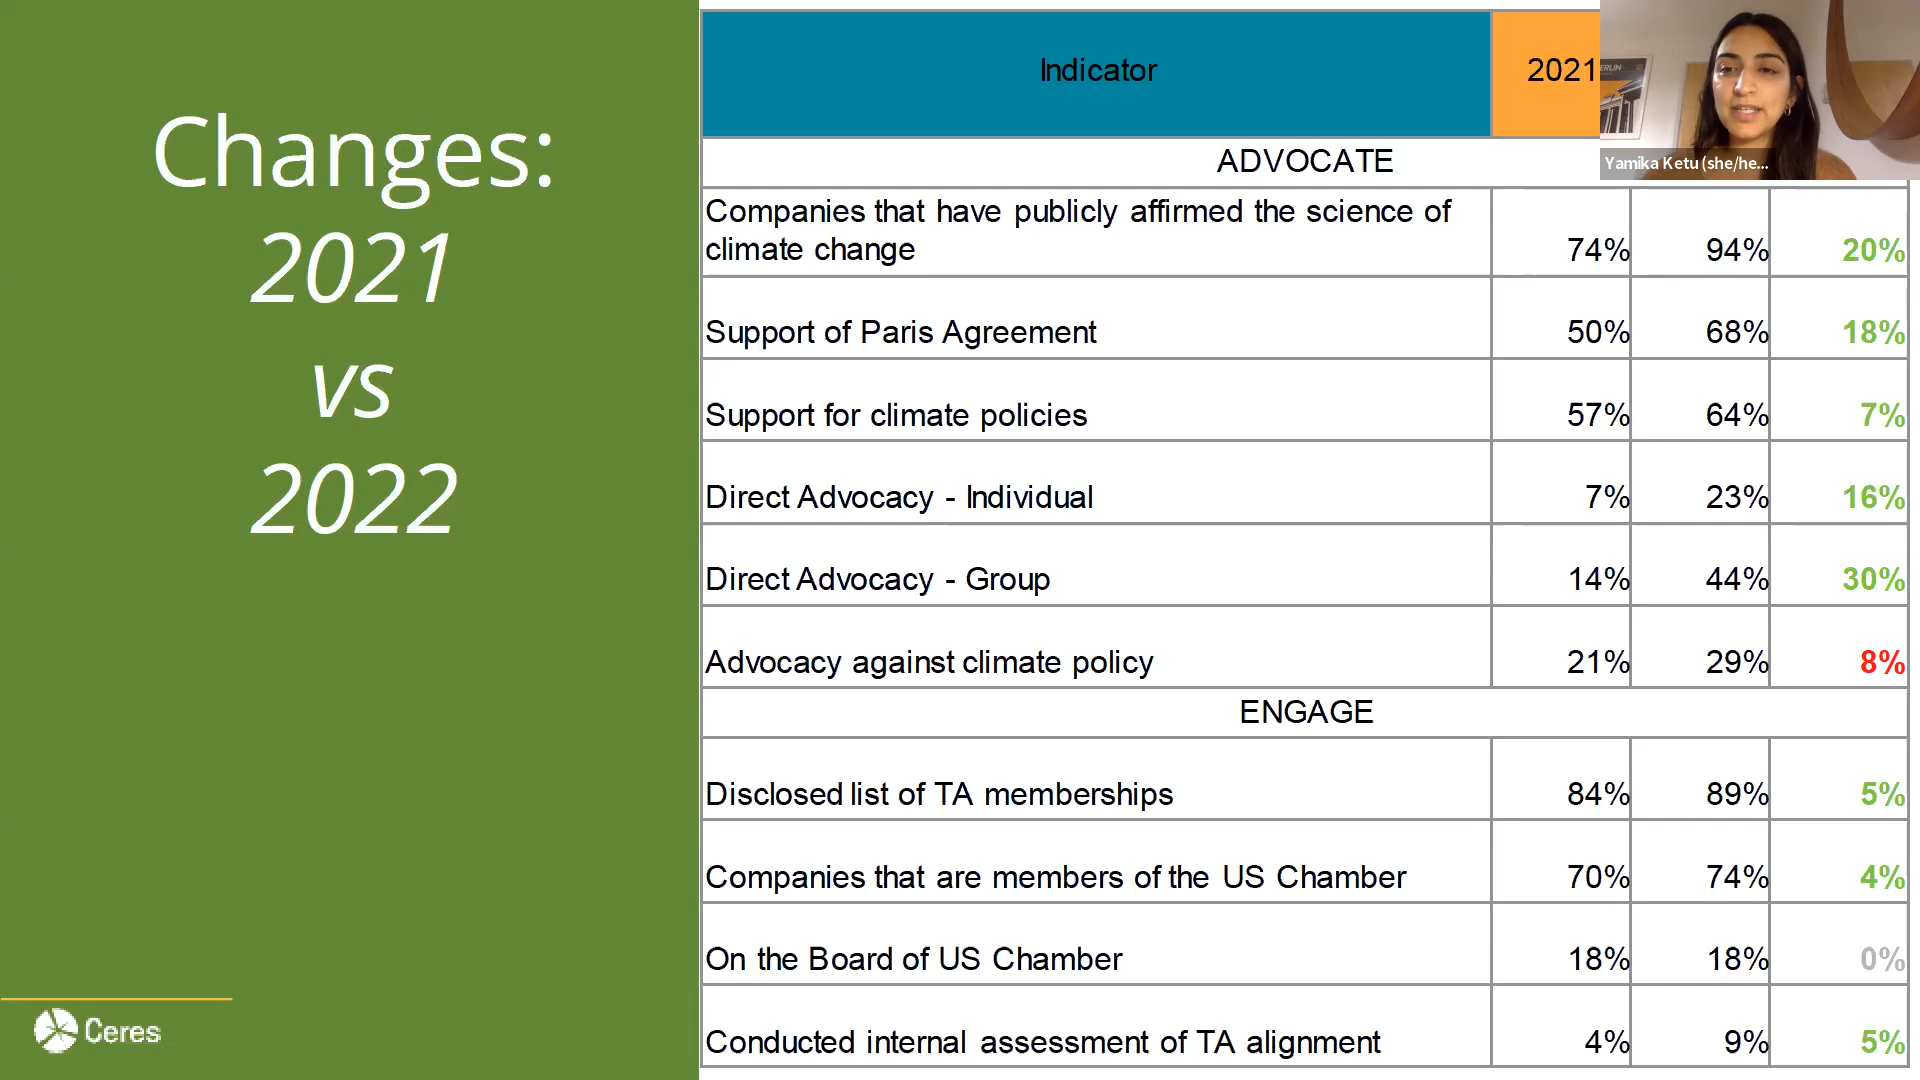 Changes:
2021
vs
2022
Ceres
Indicator 2021
ADVOCATE
Companies that have publicly affirmed the science of
climate change 74% 94% 20%
Support of Paris Agreement 50% 68% 18%
Support for climate policies 57% 64% 7%
Direct Advocacy - Individual 7% 23% 16%
Direct Advocacy - Group 14% 44% 30%
Advocacy against climate policy 21% 29% 8%
ENGAGE
Disclosed list of TA memberships 84% 89% 5%
Companies that are members of the US Chamber 70% 74% 4%
On the Board of US Chamber 18% 18% 0%
Conducted internal assessment of TA alignment 4% 9% 5%
ERLIN
Yamika Ketu (she/he...